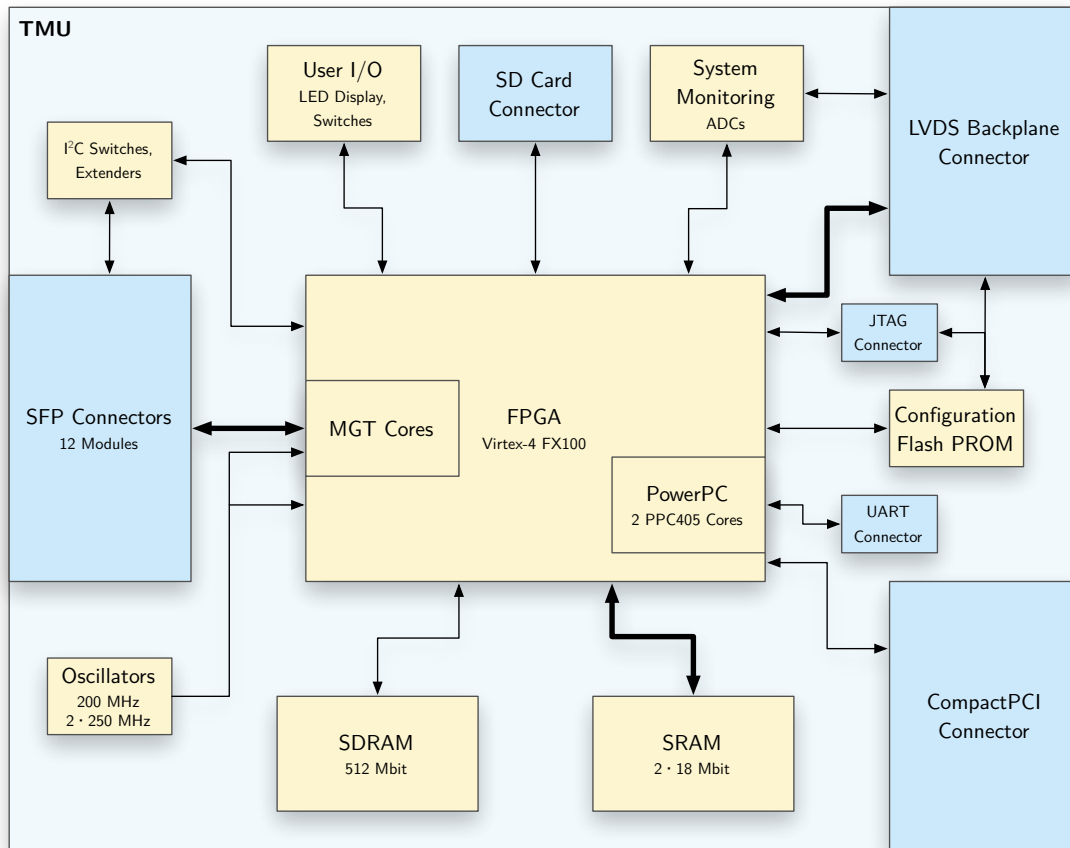 TMU
User I/O
LED Display,
Switches
SD Card
Connector
System
Monitoring
ADCs
LVDS Backplane
Connector
I²C Switches,
Extenders
JTAG
Connector
SFP Connectors
12 Modules
MGT Cores
FPGA
Virtex-4 FX100
Configuration
Flash PROM
PowerPC
2 PPC405 Cores
UART
Connector
Oscillators
200 MHz
2 · 250 MHz
SDRAM
512 Mbit
SRAM
2 · 18 Mbit
CompactPCI
Connector